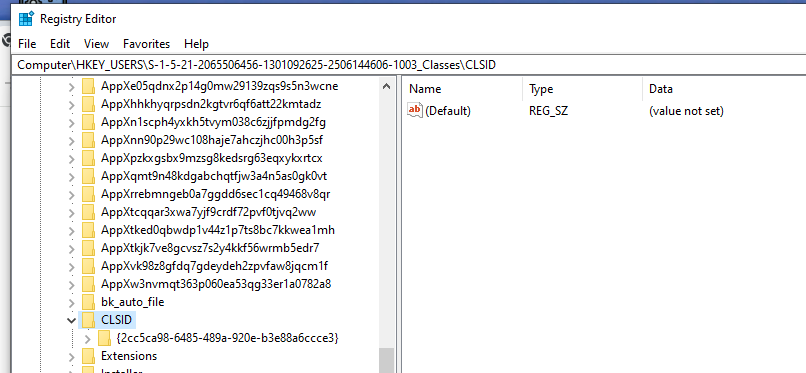 Registry Editor
File Edit View Favorites Help
Computer\HKEY_USERS\S-1-5-21-2065506456-1301092625-2506144606-1003_Classes\CLSID
AppXe05qdnx2p14g0mw29139zqs9s5n3wcne
AppXhhkhyqrpsdn2kgtvr6qf6att22kmtadz
AppXn1scph4yxkh5tvym038c6zjjfpmdg2fg
AppXnn90p29wc108haje7ahczjhc00h3p5sf
AppXpzkxgsbx9mzsg8kedsrg63eqxykxrtcx
AppXqmt9n48kdgabchqtfjw3a4n5as0gk0vt
AppXrrebmngeb0a7ggdd6sec1cq49468v8qr
AppXtcqqar3xwa7yjf9crdf72pvf0tjvq2ww
AppXtked0qbwdp1v44z1p7ts8bc7kkwea1mh
AppXtkjk7ve8gcvsz7s2y4kkf56wrmb5edr7
AppXvk98z8gfdq7gdeydeh2zpvfaw8jqcm1f
AppXw3nvmqt363p060ea53qg33er1a0782a8
bk_auto_file
CLSID
{2cc5ca98-6485-489a-920e-b3e88a6ccce3}
Extensions
Name Type Data
(Default) REG_SZ (value not set)